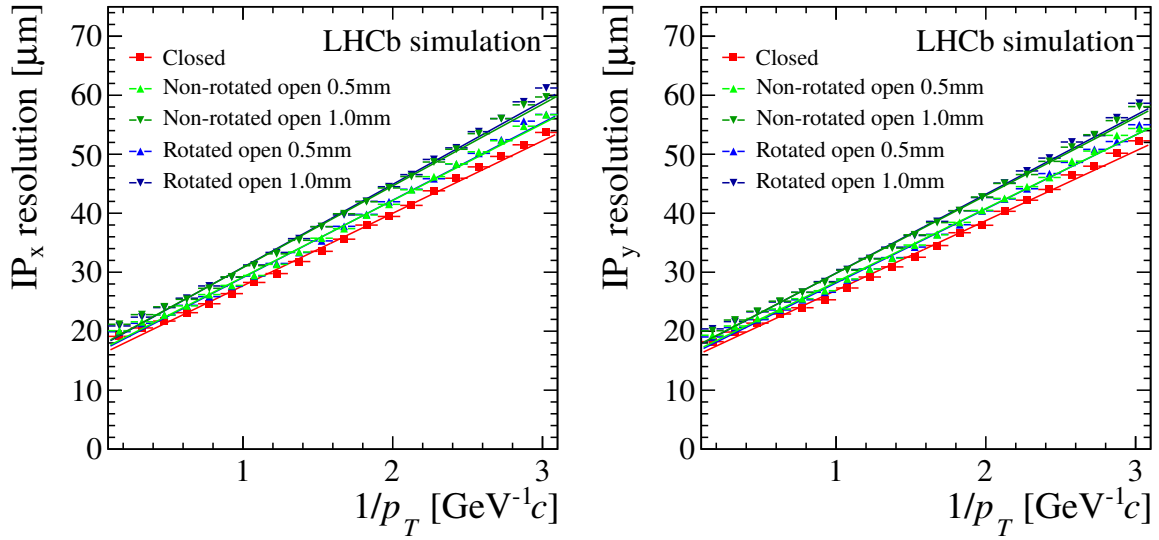 IPx resolution [μm]
70
60
50
40
30
20
10
0
LHCb simulation
Closed
Non-rotated open 0.5mm
Non-rotated open 1.0mm
Rotated open 0.5mm
Rotated open 1.0mm
1 2 3
1/pT [GeV⁻¹c]
IPy resolution [μm]
70
60
50
40
30
20
10
0
LHCb simulation
Closed
Non-rotated open 0.5mm
Non-rotated open 1.0mm
Rotated open 0.5mm
Rotated open 1.0mm
1 2 3
1/pT [GeV⁻¹c]